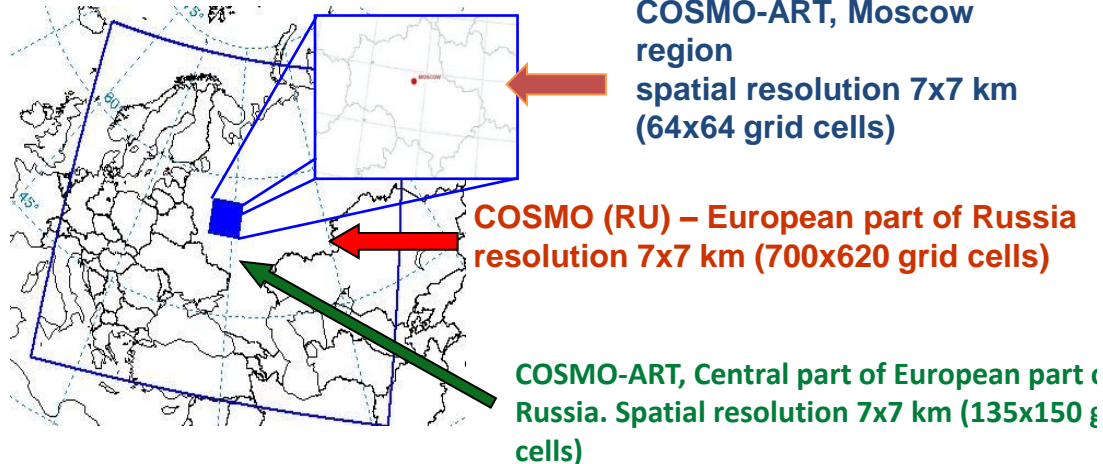 COSMO-ART, Moscow
region
spatial resolution 7x7 km
(64x64 grid cells)
MOSCOW
60°
45°
75°
COSMO (RU) – European part of Russia
resolution 7x7 km (700x620 grid cells)
COSMO-ART, Central part of European part
Russia. Spatial resolution 7x7 km (135x150
cells)